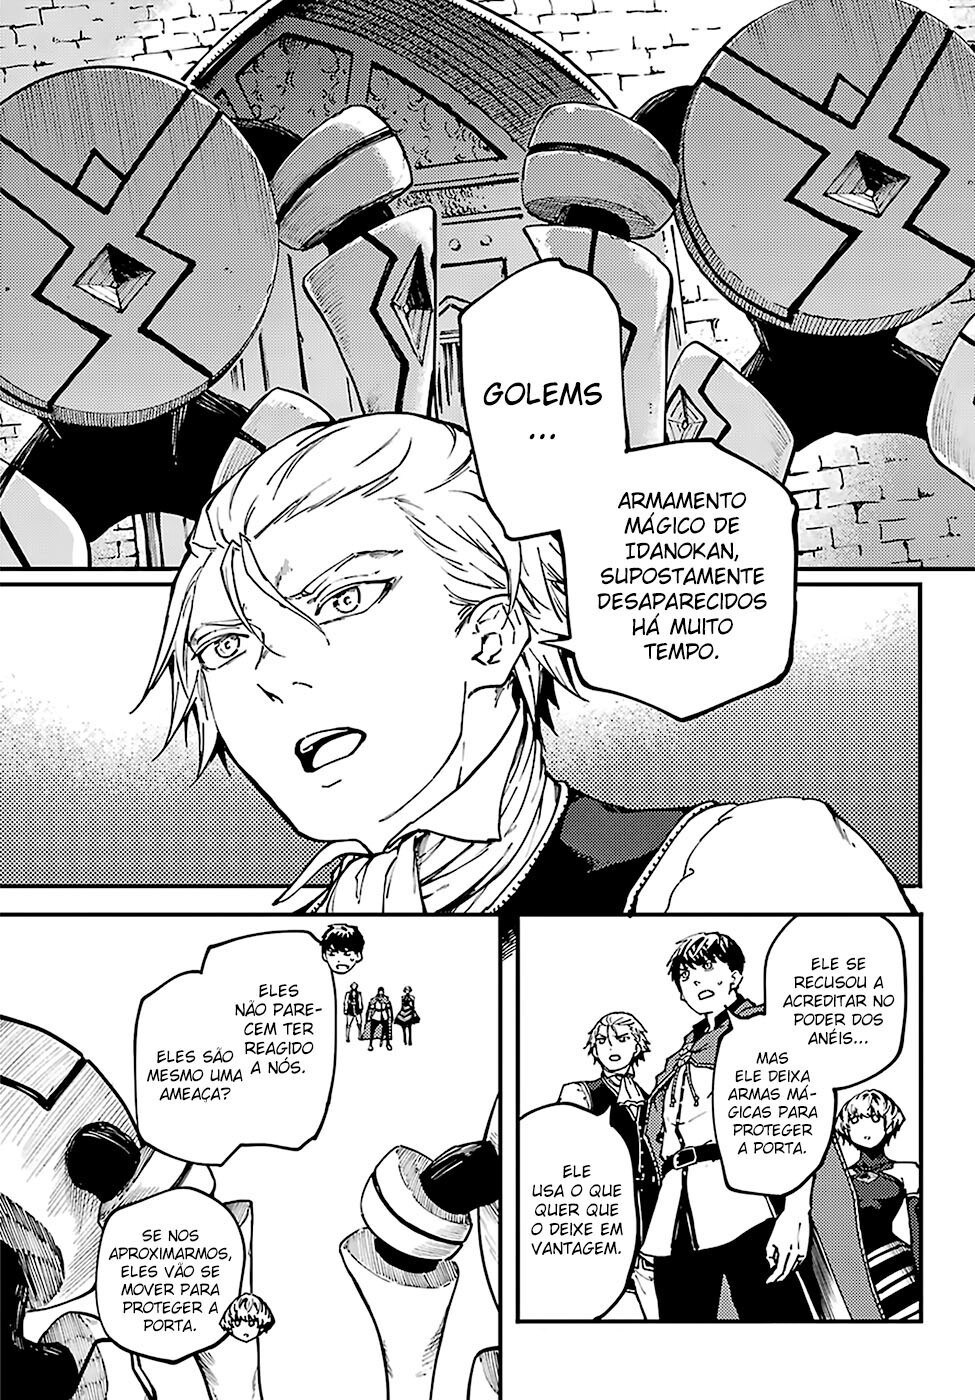 GOLEMS
...
ARMAMENTO
MÁGICO DE
IDANOKAN,
SUPOSTAMENTE
DESAPARECIDOS
HÁ MUITO
TEMPO.
ELE SE
RECUSOU A
ACREDITAR NO
PODER DOS
ANÉIS...
MAS
ELE DEIXA
ARMAS MÁ-
GICAS PARA
PROTEGER
A PORTA.
ELE
USA O QUE
QUER QUE
O DEIXE EM
VANTAGEM.
ELES
NÃO PARE-
CEM TER
REAGIDO
A NÓS.
ELES SÃO
MESMO UMA
AMEAÇA?
SE NOS
APROXIMARMOS,
ELES VÃO SE
MOVER PARA
PROTEGER A
PORTA.